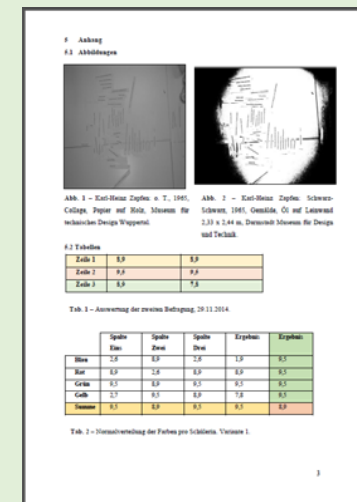 5 Anhang
5.1 Abbildungen
Abb. 1 – Karl-Heinz Zapfen: o. T., 1965,
Collage, Papier auf Holz, Museum für
technisches Design Wuppertal.
Abb. 2 – Karl-Heinz Zapfen: Schwarz-
Schwarz, 1965, Gemälde, Öl auf Leinwand
2,33 x 2,44 m, Darmstadt Museum für Design
und Technik.
5.2 Tabellen
Zeile 1 8,9 8,9
Zeile 2 9,6 9,6
Zeile 3 8,9 7,8
Tab. 1 – Auswertung der zweiten Befragung, 29.11.2014.
Spalte Eins Spalte Zwei Spalte Drei Ergebnis Ergebnis
Blau 2,6 8,9 2,6 1,9 9,5
Rot 8,9 2,6 8,9 8,9 9,5
Grün 9,5 8,9 9,5 9,5 9,5
Gelb 2,7 9,5 8,9 7,8 9,5
Summe 9,5 8,9 9,5 9,5 8,9
Tab. 2 – Normalverteilung der Farben pro Schülerin. Variante 1.
3